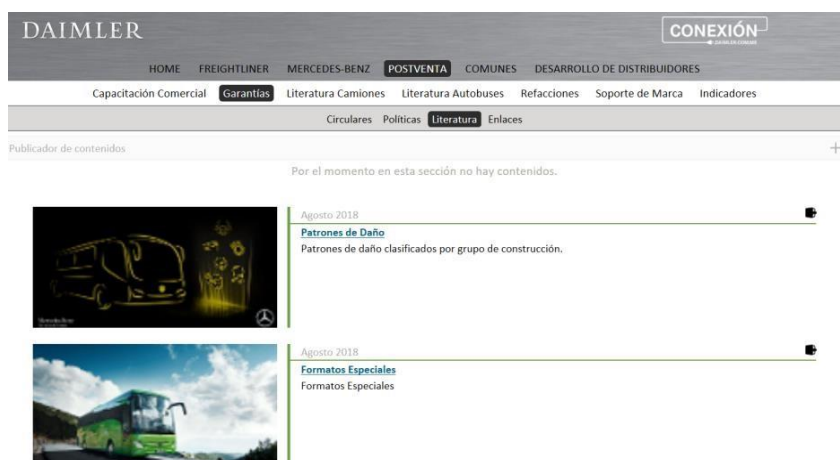 DAIMLER
CONEXIÓN
HOME FREIGHTLINER MERCEDES-BENZ POSTVENTA COMUNES DESARROLLO DE DISTRIBUIDORES
Capacitación Comercial Garantías Literatura Camiones Literatura Autobuses Refacciones Soporte de Marca Indicadores
Circulares Políticas Literatura Enlaces
Publicador de contenidos +
Por el momento en esta sección no hay contenidos.
Agosto 2018
Patrones de Daño
Patrones de daño clasificados por grupo de construcción.
Agosto 2018
Formatos Especiales
Formatos Especiales